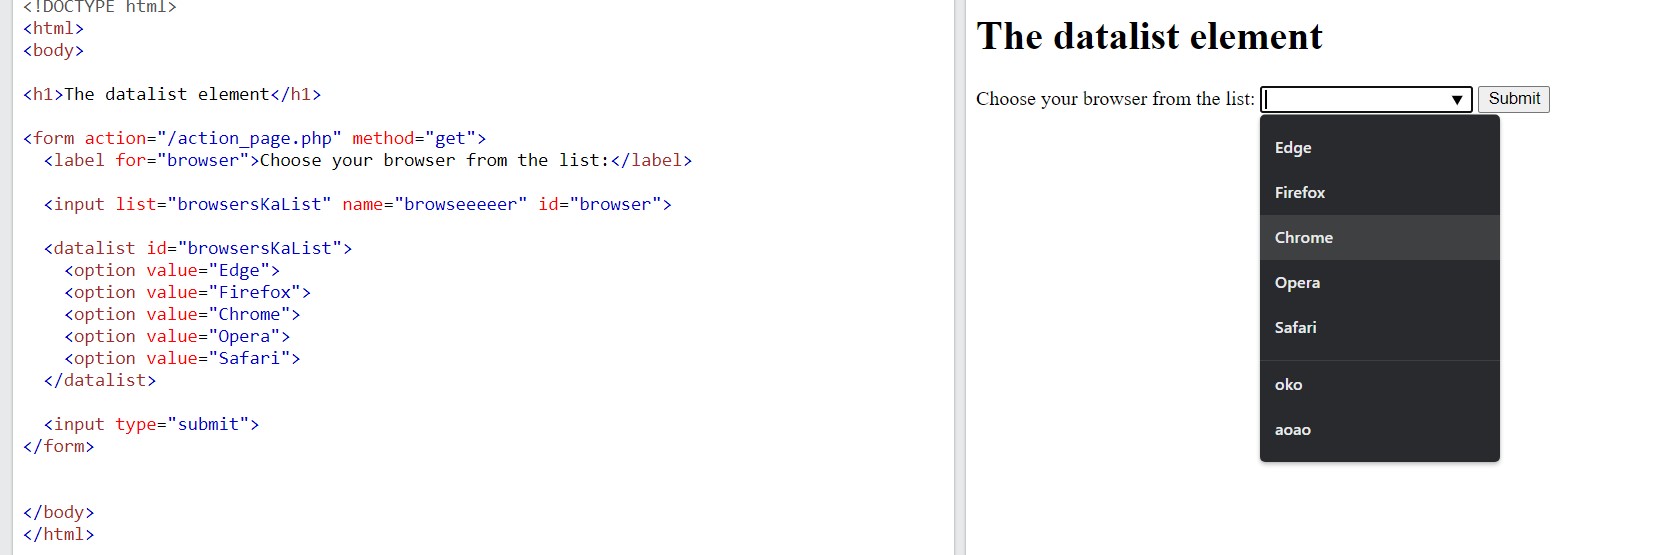 <!DOCTYPE html>
<html>
<body>
<h1>The datalist element</h1>
<form action="/action_page.php" method="get">
<label for="browser">Choose your browser from the list:</label>
<input list="browsersKaList" name="browseeeeer" id="browser">
<datalist id="browsersKaList">
<option value="Edge">
<option value="Firefox">
<option value="Chrome">
<option value="Opera">
<option value="Safari">
</datalist>
<input type="submit">
</form>
</body>
</html>
The datalist element
Choose your browser from the list: Submit
Edge
Firefox
Chrome
Opera
Safari
oko
aoao